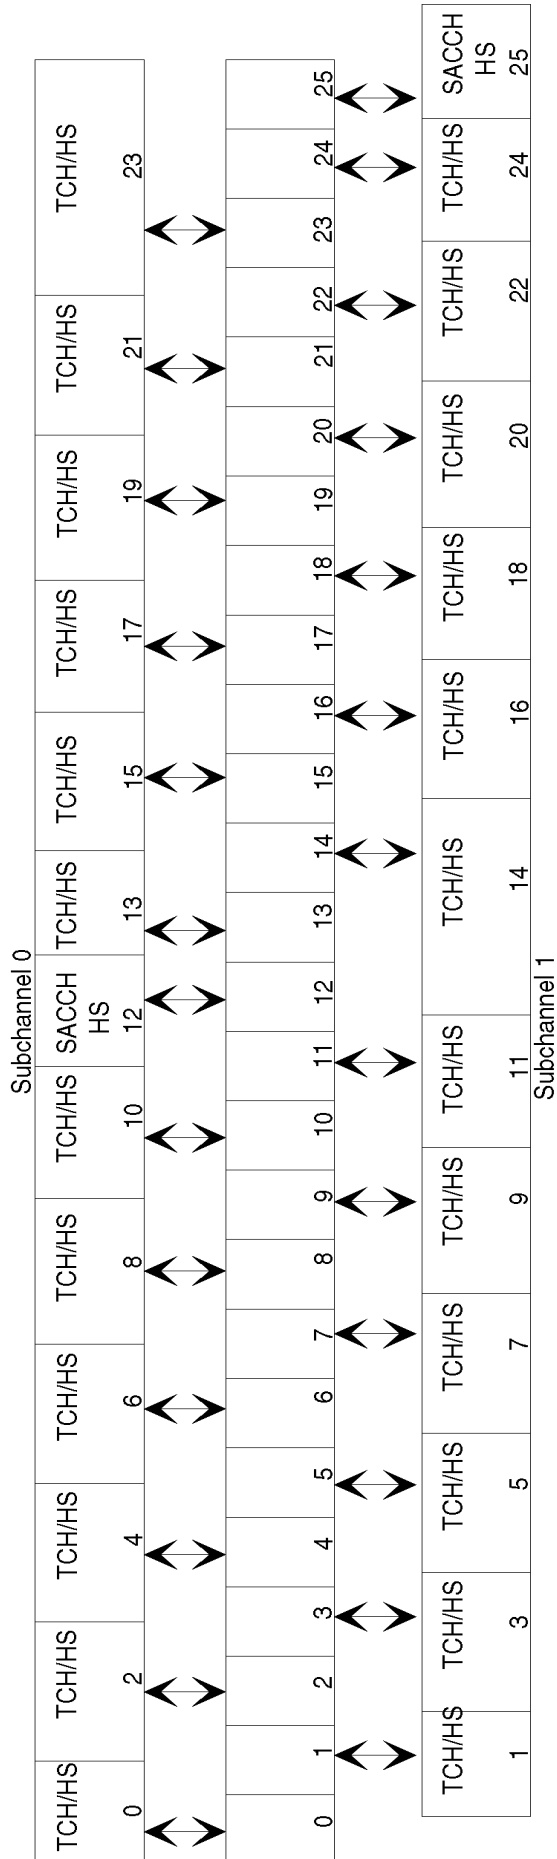 Subchannel 0
TCH/HS TCH/HS TCH/HS TCH/HS TCH/HS TCH/HS SACCH TCH/HS TCH/HS TCH/HS TCH/HS TCH/HS TCH/HS
HS
0 2 4 6 8 10 12 13 15 17 19 21 23
0 1 2 3 4 5 6 7 8 9 10 11 12 13 14 15 16 17 18 19 20 21 22 23 24 25
TCH/HS TCH/HS TCH/HS TCH/HS TCH/HS TCH/HS TCH/HS TCH/HS TCH/HS TCH/HS TCH/HS TCH/HS SACCH
HS
1 3 5 7 9 11 14 16 18 20 22 24 25
Subchannel 1